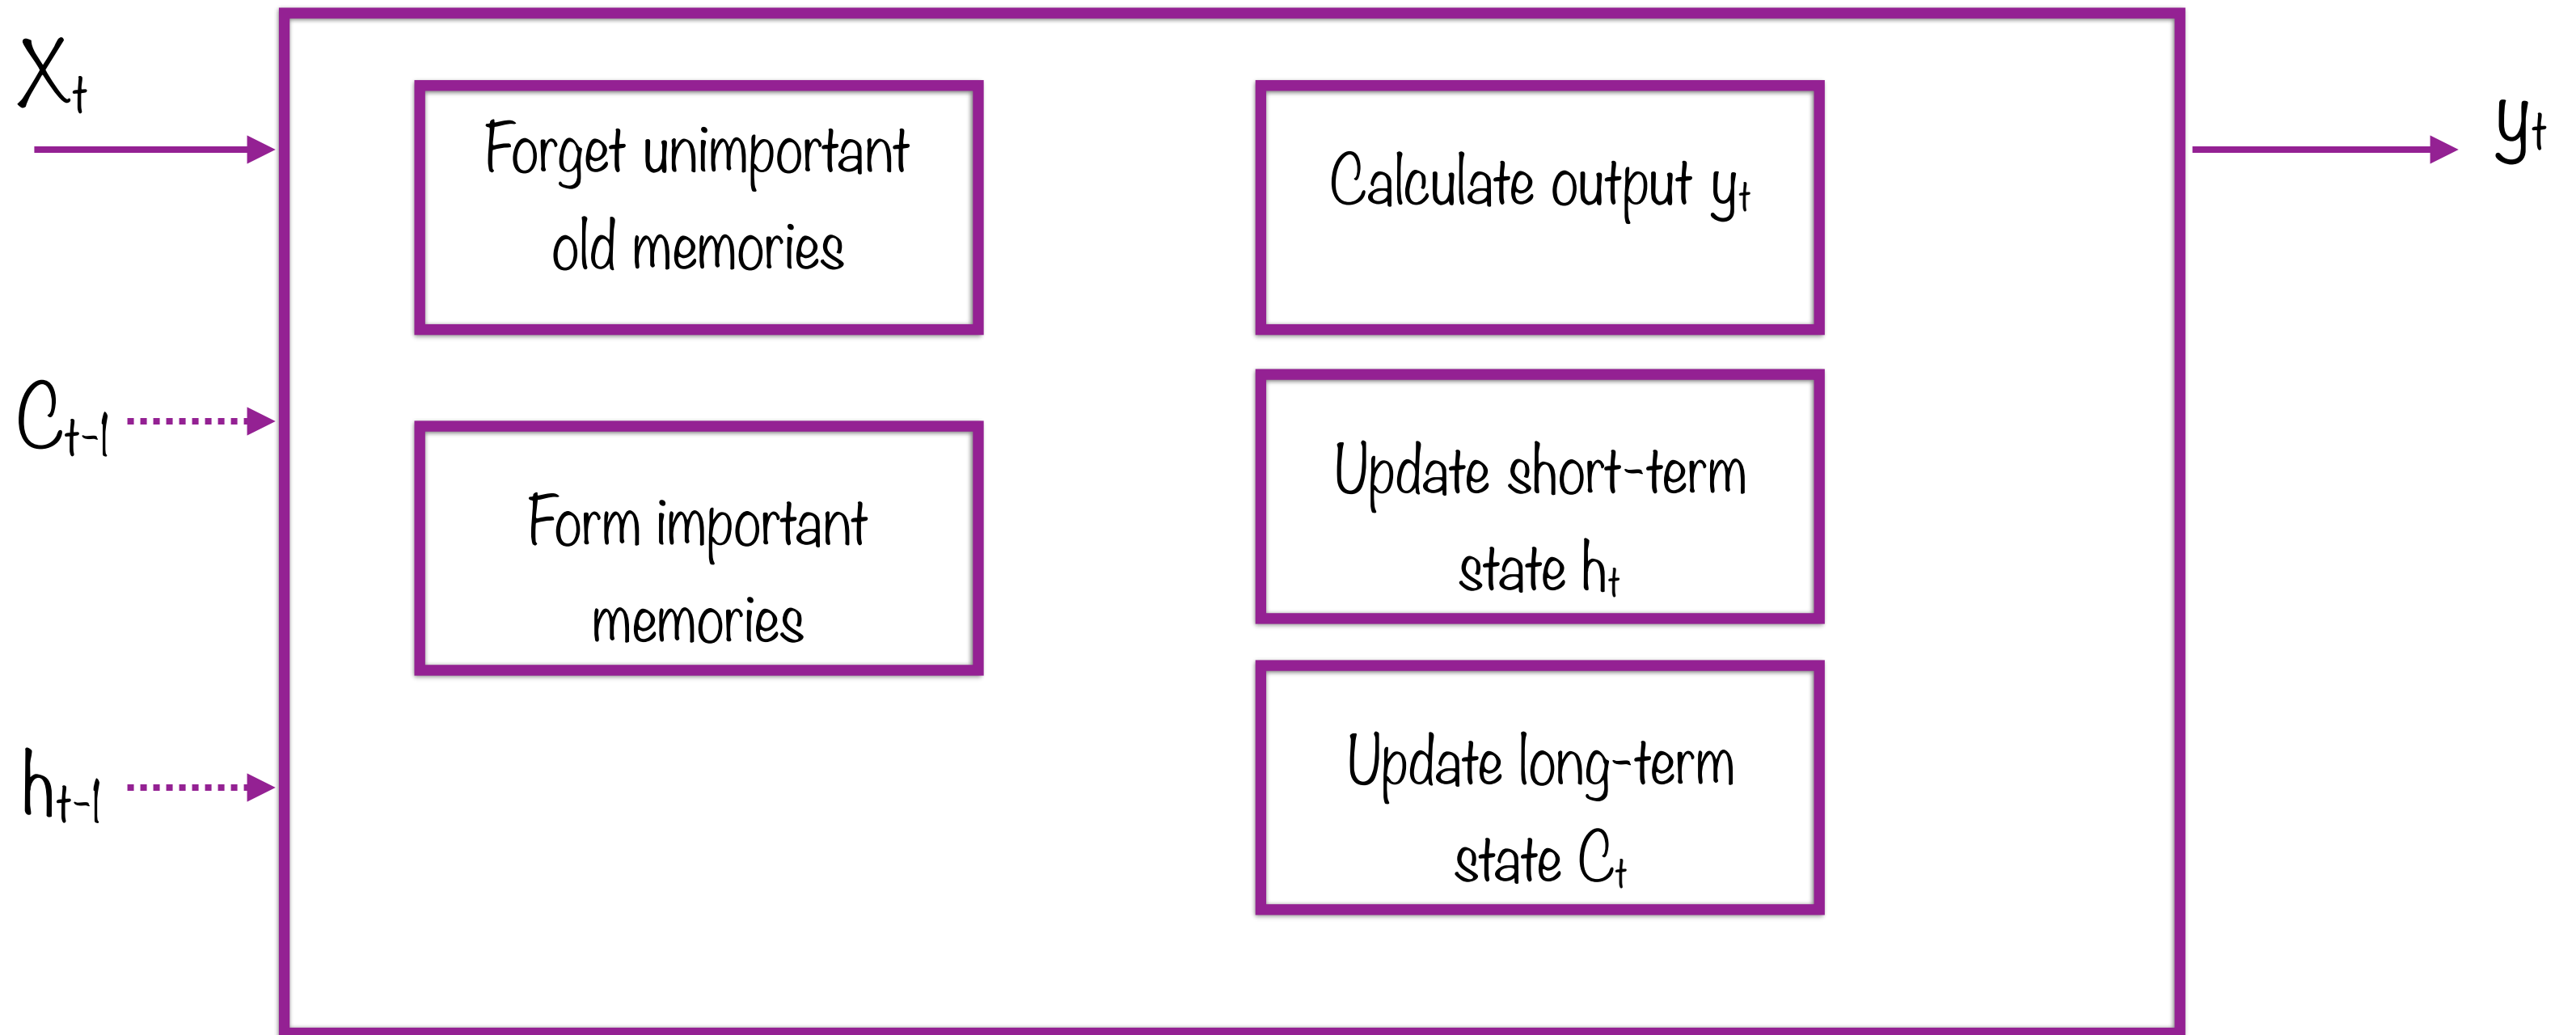 Xt
Ct-1
ht-1
Forget unimportant
old memories
Form important
memories
Calculate output yt
Update short-term
state ht
Update long-term
state Ct
yt